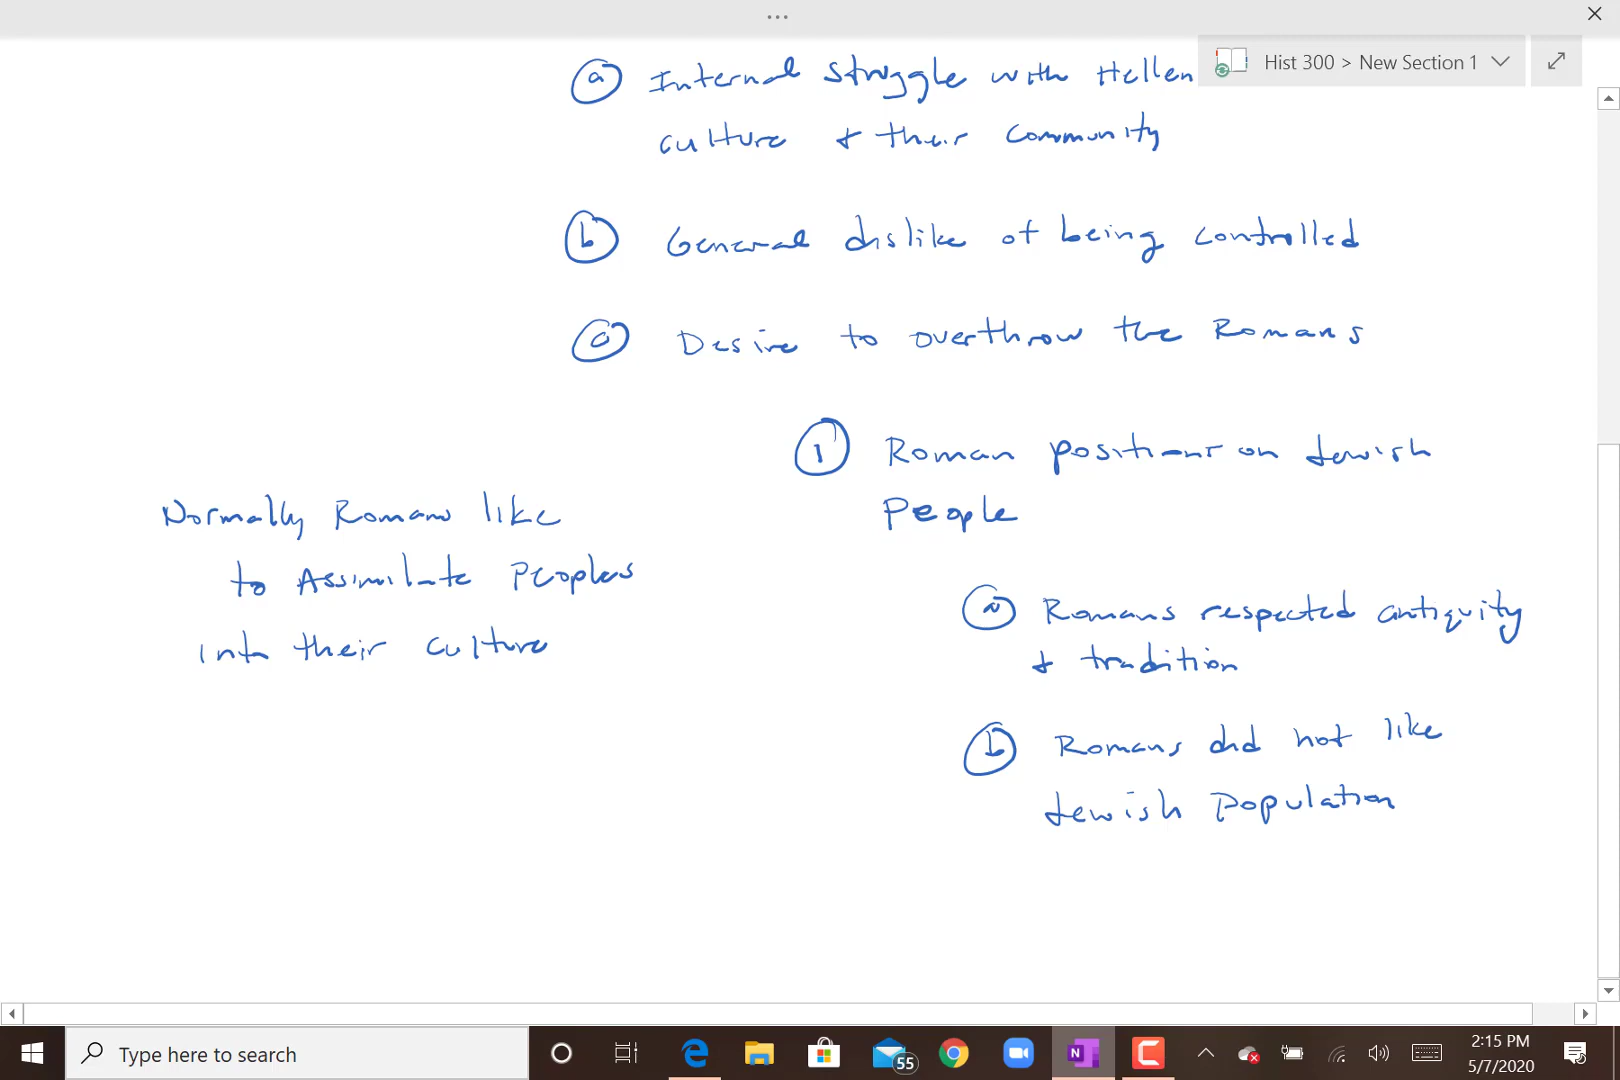 Hist 300 > New Section 1
a Internal struggle with Hellen
culture & their community
b General dislike of being controlled
c Desire to overthrow the Romans
1 Roman positions on Jewish
People
Normally Romans like
to Assimilate Peoples
into their culture
a Romans respected antiquity
& tradition
b Romans did not like
Jewish Population
Type here to search
55
2:15 PM
5/7/2020